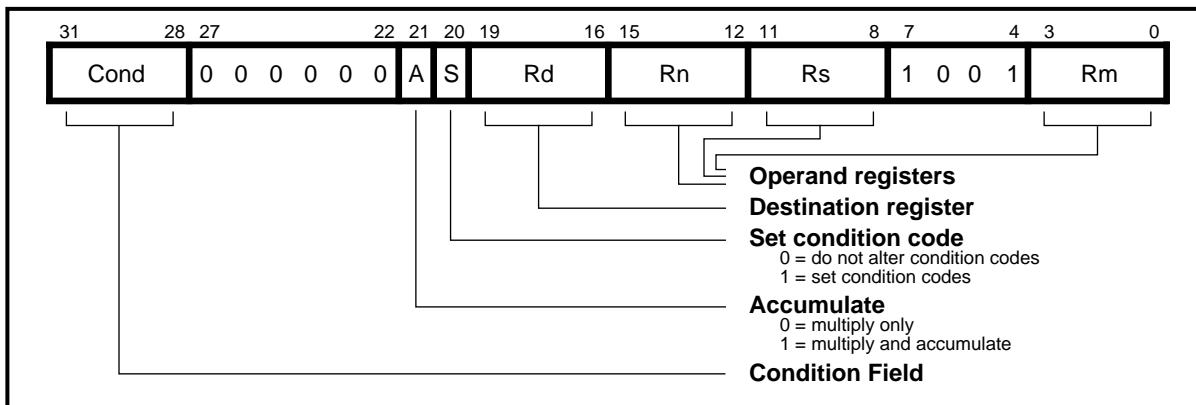 31 28 27 22 21 20 19 16 15 12 11 8 7 4 3 0
Cond 0 0 0 0 0 0 A S Rd Rn Rs 1 0 0 1 Rm
Operand registers
Destination register
Set condition code
0 = do not alter condition codes
1 = set condition codes
Accumulate
0 = multiply only
1 = multiply and accumulate
Condition Field